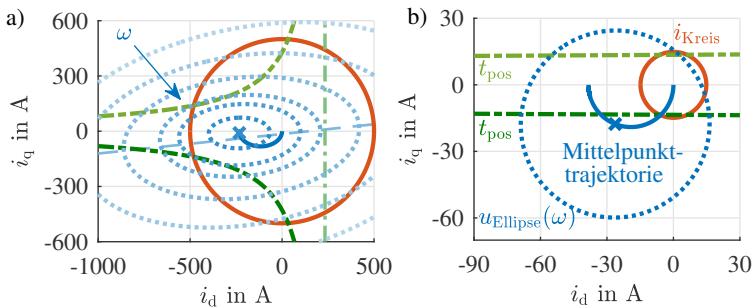 a)
ω
600
300
0
-300
-600
-1000
-500
0
500
i_q in A
i_d in A
b)
i_Kreis
t_pos
t_pos
Mittelpunkt-
trajektorie
u_Ellipse(ω)
30
0
-30
-60
-90
-60
-30
0
30
i_q in A
i_d in A